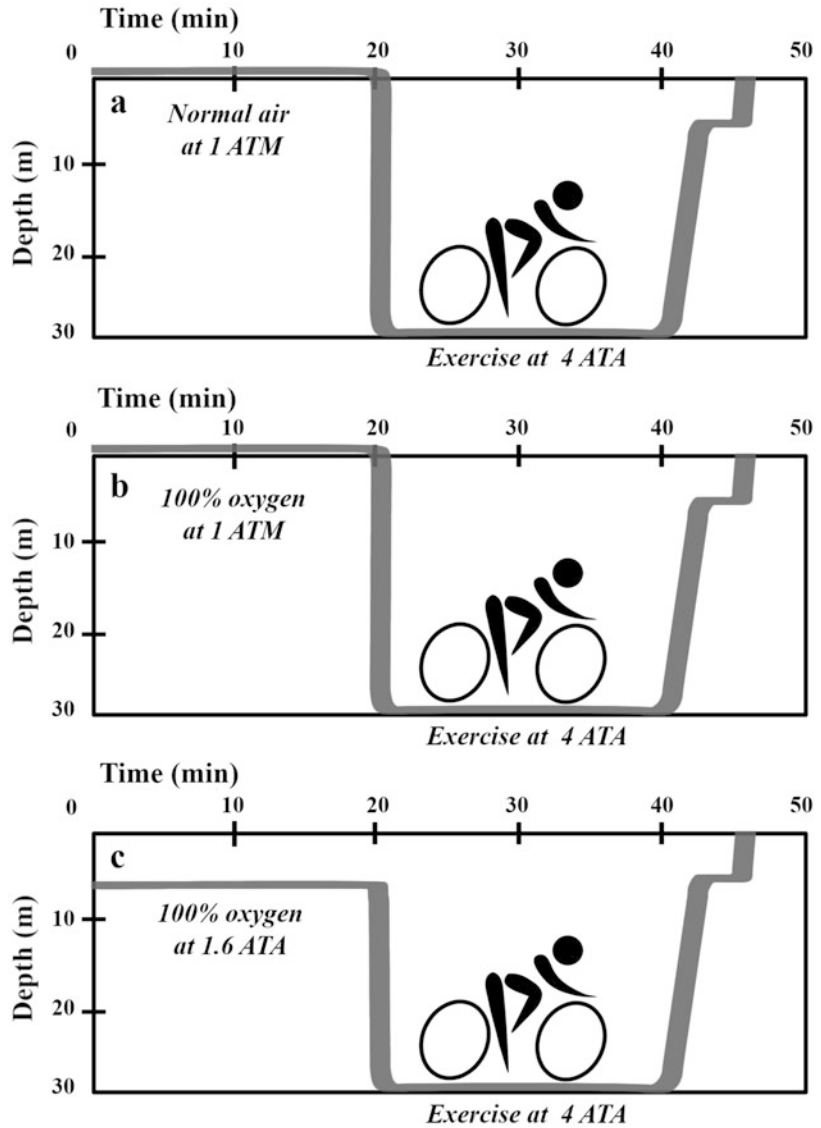 Time (min)
0 10 20 30 40 50
a
Normal air
at 1 ATM
Depth (m)
10
20
30
Exercise at 4 ATA
Time (min)
0 10 20 30 40 50
b
100% oxygen
at 1 ATM
Depth (m)
10
20
30
Exercise at 4 ATA
Time (min)
0 10 20 30 40 50
c
100% oxygen
at 1.6 ATA
Depth (m)
10
20
30
Exercise at 4 ATA